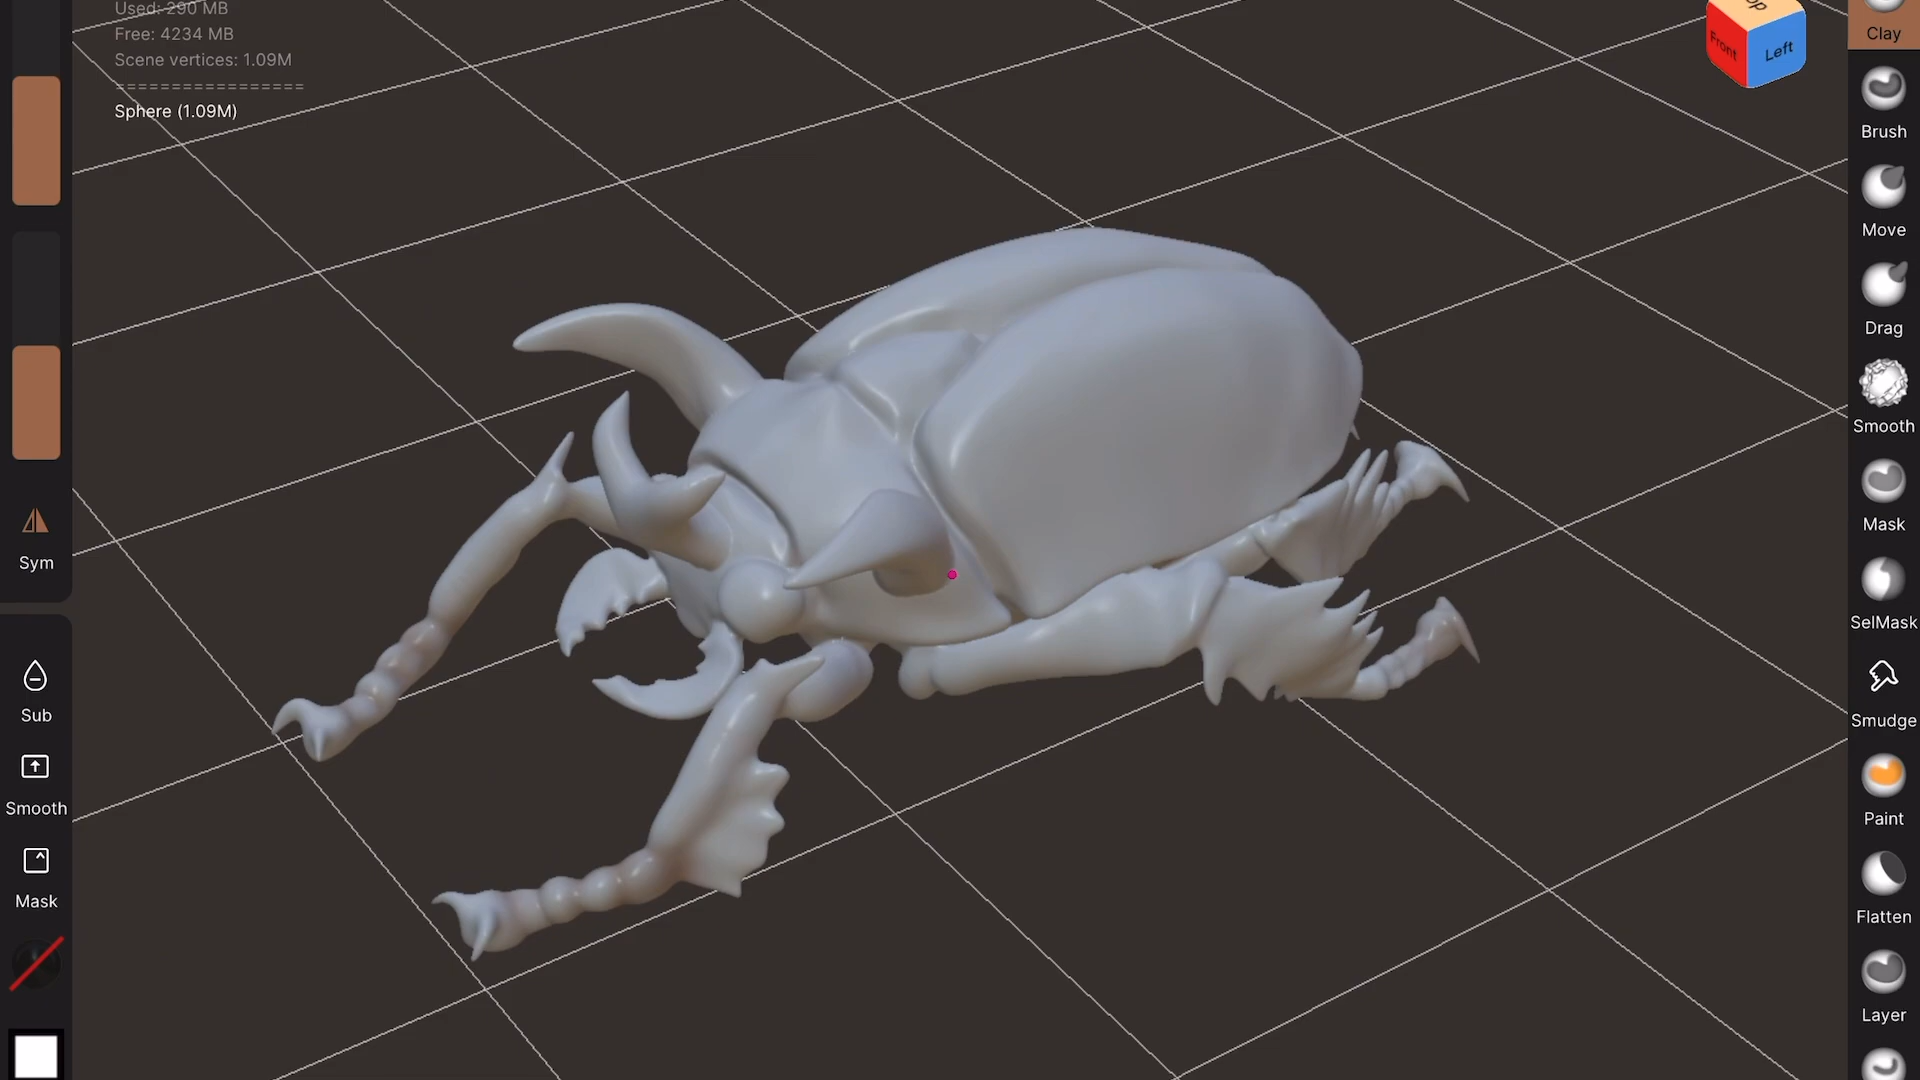 Used: 290 MB
Free: 4234 MB
Scene vertices: 1.09M
================
Sphere (1.09M)
Front
Left
Sym
Sub
Smooth
Mask
Clay
Brush
Move
Drag
Smooth
Mask
SelMask
Smudge
Paint
Flatten
Layer